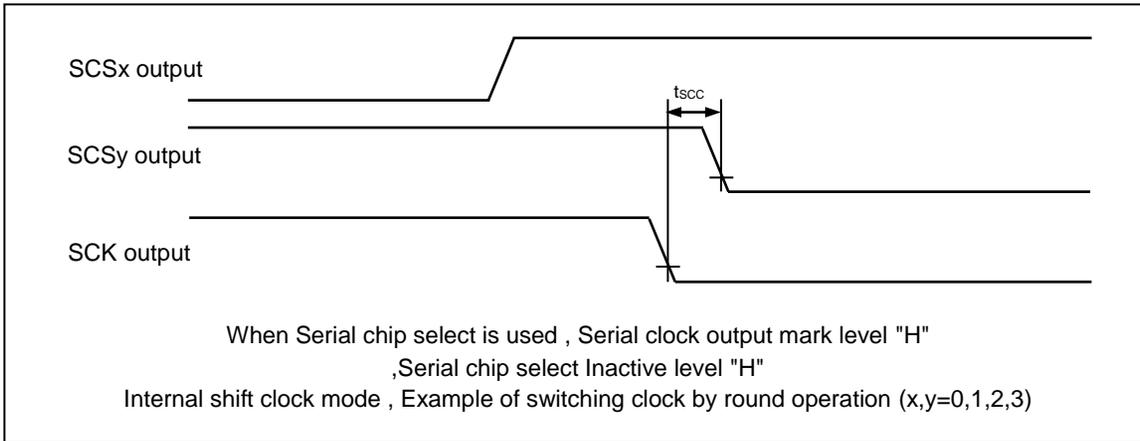 SCSx output
tscc
SCSy output
SCK output
When Serial chip select is used , Serial clock output mark level "H"
,Serial chip select Inactive level "H"
Internal shift clock mode , Example of switching clock by round operation (x,y=0,1,2,3)